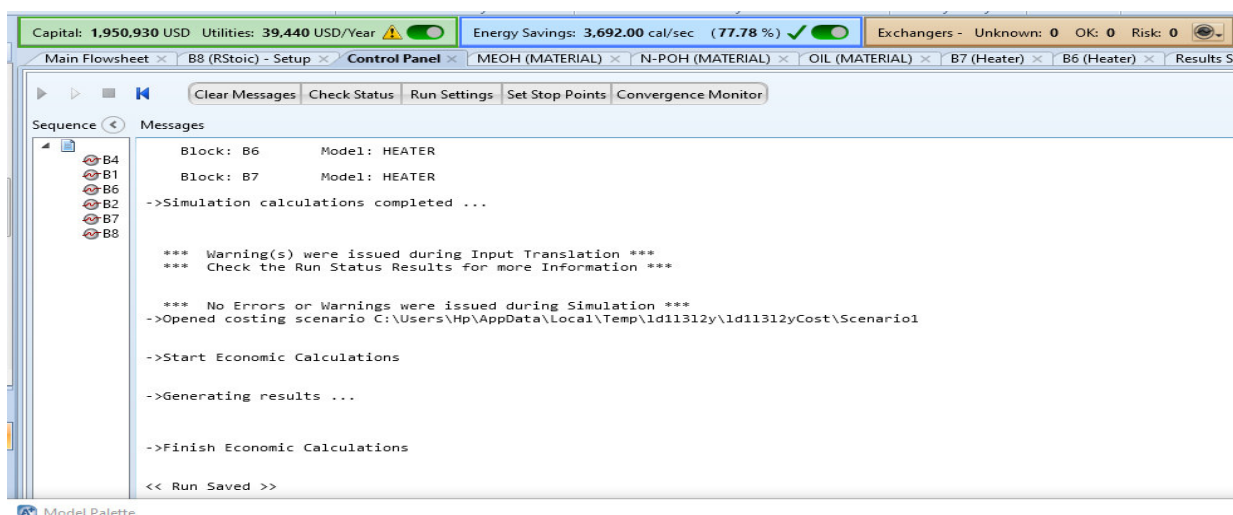 Capital: 1,950,930 USD Utilities: 39,440 USD/Year Energy Savings: 3,692.00 cal/sec (77.78 %) Exchangers - Unknown: 0 OK: 0 Risk: 0
Main Flowsheet × B8 (RStoic) - Setup × Control Panel × MEOH (MATERIAL) × N-POH (MATERIAL) × OIL (MATERIAL) × B7 (Heater) × B6 (Heater) × Results S
Clear Messages Check Status Run Settings Set Stop Points Convergence Monitor
Sequence Messages
B4
B1
B6
B2
B7
B8
Block: B6 Model: HEATER
Block: B7 Model: HEATER
->Simulation calculations completed ...
*** Warning(s) were issued during Input Translation ***
*** Check the Run Status Results for more Information ***
*** No Errors or Warnings were issued during Simulation ***
->Opened costing scenario C:\Users\Hp\AppData\Local\Temp\ld11312y\ld11312yCost\Scenario1
->Start Economic Calculations
->Generating results ...
->Finish Economic Calculations
<< Run Saved >>
Model Palette